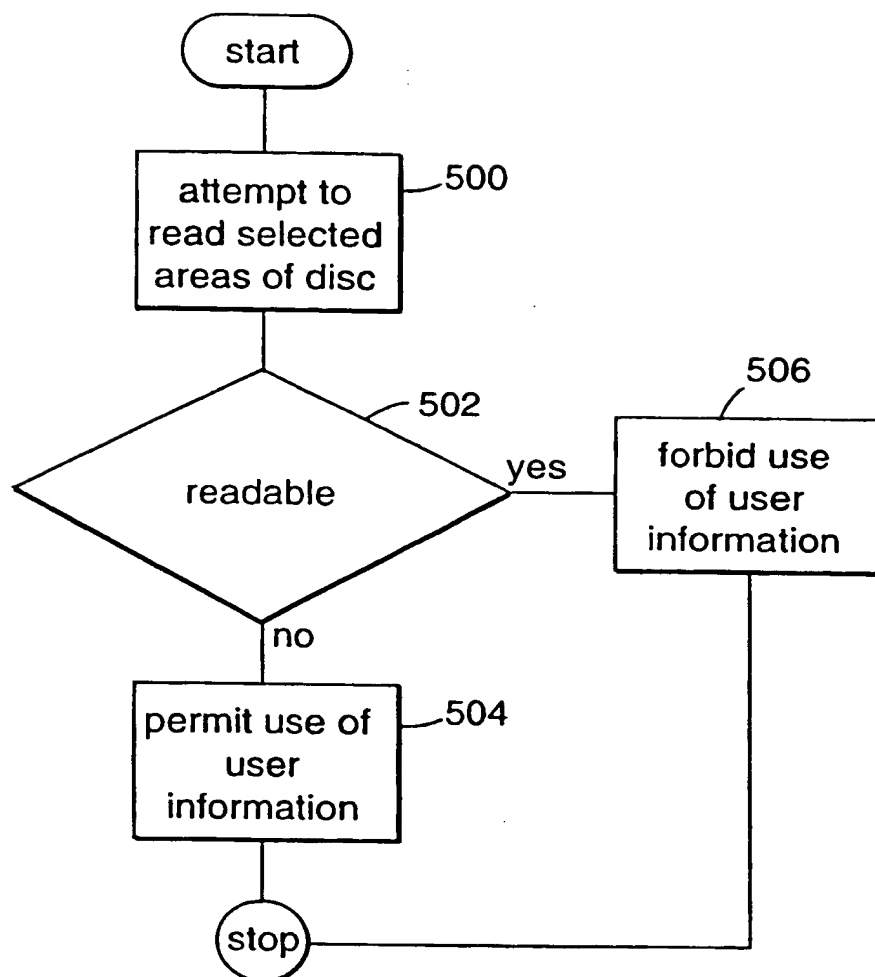 start
500
attempt to
read selected
areas of disc
502
readable
yes
506
forbid use
of user
information
no
504
permit use of
user
information
stop